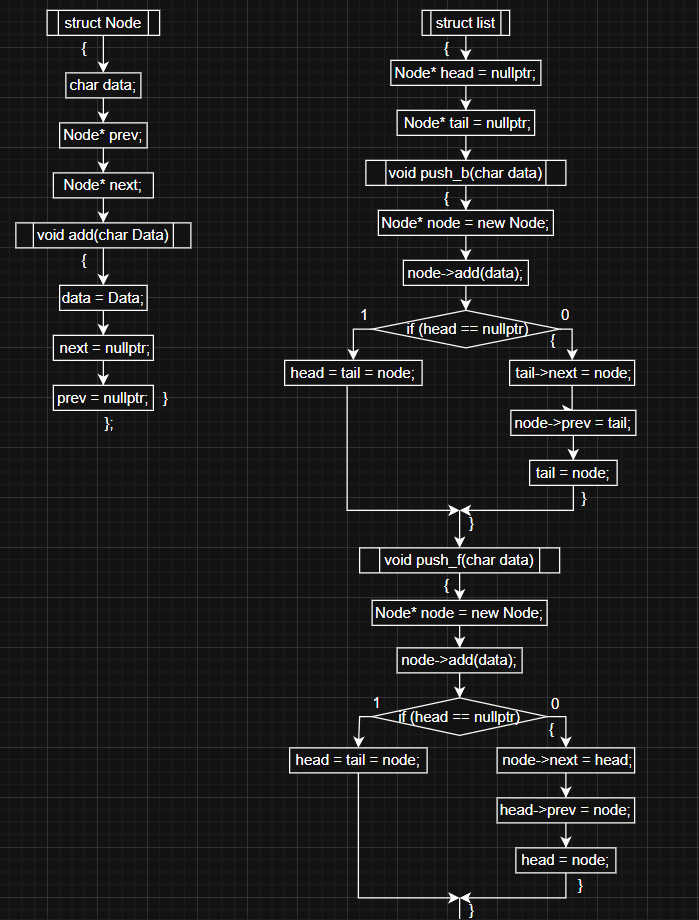 struct Node
{
char data;
Node* prev;
Node* next;
void add(char Data)
{
data = Data;
next = nullptr;
prev = nullptr; }
};
struct list
{
Node* head = nullptr;
Node* tail = nullptr;
void push_b(char data)
{
Node* node = new Node;
node->add(data);
1
0
if (head == nullptr)
{
head = tail = node;
tail->next = node;
node->prev = tail;
tail = node;
}
}
void push_f(char data)
{
Node* node = new Node;
node->add(data);
1
0
if (head == nullptr)
{
head = tail = node;
node->next = head;
head->prev = node;
head = node;
}
}